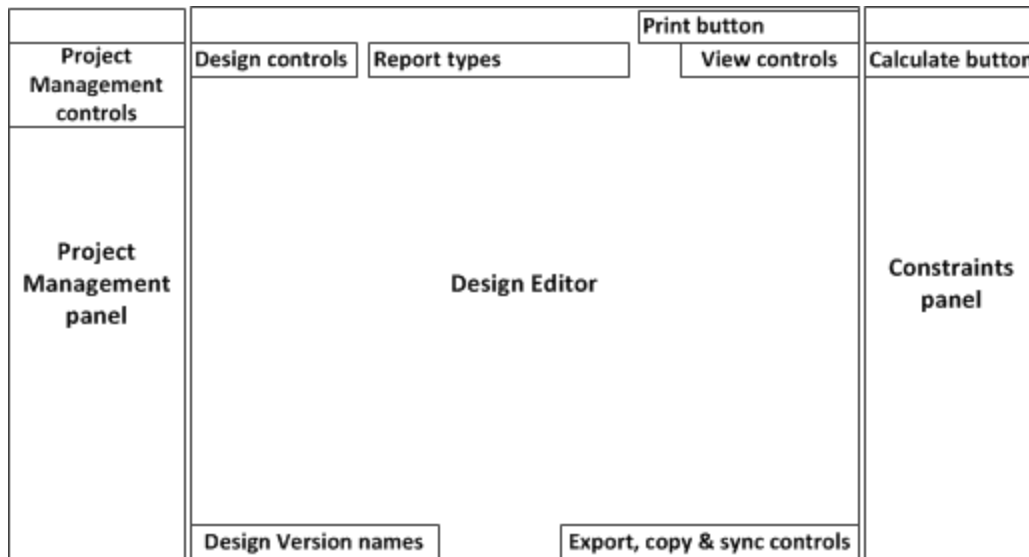 Print button
Project
Management
controls
Design controls
Report types
View controls
Calculate button
Project
Management
panel
Design Editor
Constraints
panel
Design Version names
Export, copy & sync controls